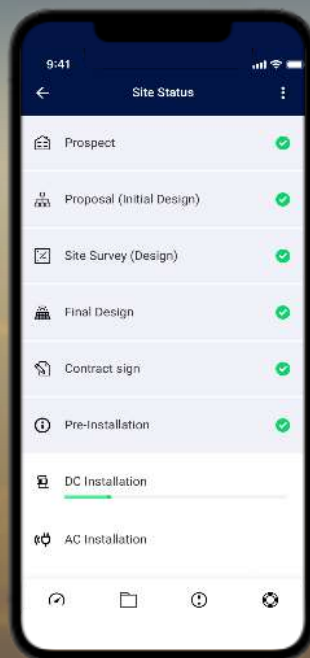 9:41
Site Status
Prospect
Proposal (Initial Design)
Site Survey (Design)
Final Design
Contract sign
Pre-Installation
DC Installation
AC Installation